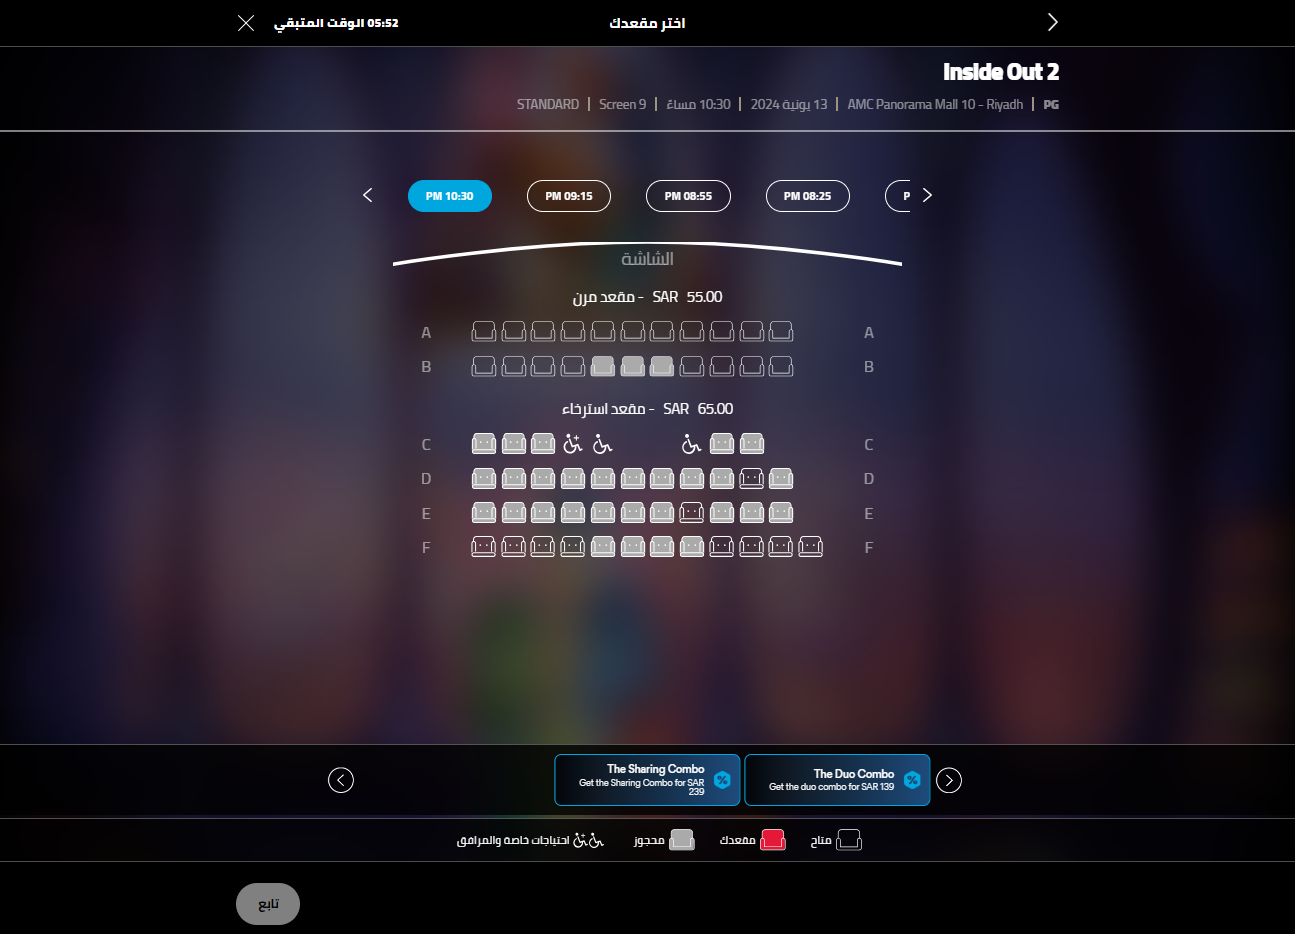 اختر مقعدك
05:52 الوقت المتبقي
Inside Out 2
PG | AMC Panorama Mall 10 - Riyadh | 13 يونية 2024 | 10:30 مساءً | Screen 9 | STANDARD
PM 10:30
PM 09:15
PM 08:55
PM 08:25
P
الشاشة
SAR 55.00 - مقعد مرن
A A
B B
SAR 65.00 - مقعد استرخاء
C C
D D
E E
F F
The Duo Combo
Get the duo combo for SAR 139
The Sharing Combo
Get the Sharing Combo for SAR
239
متاح
مقعدك
محجوز
احتياجات خاصة والمرافق
تابع